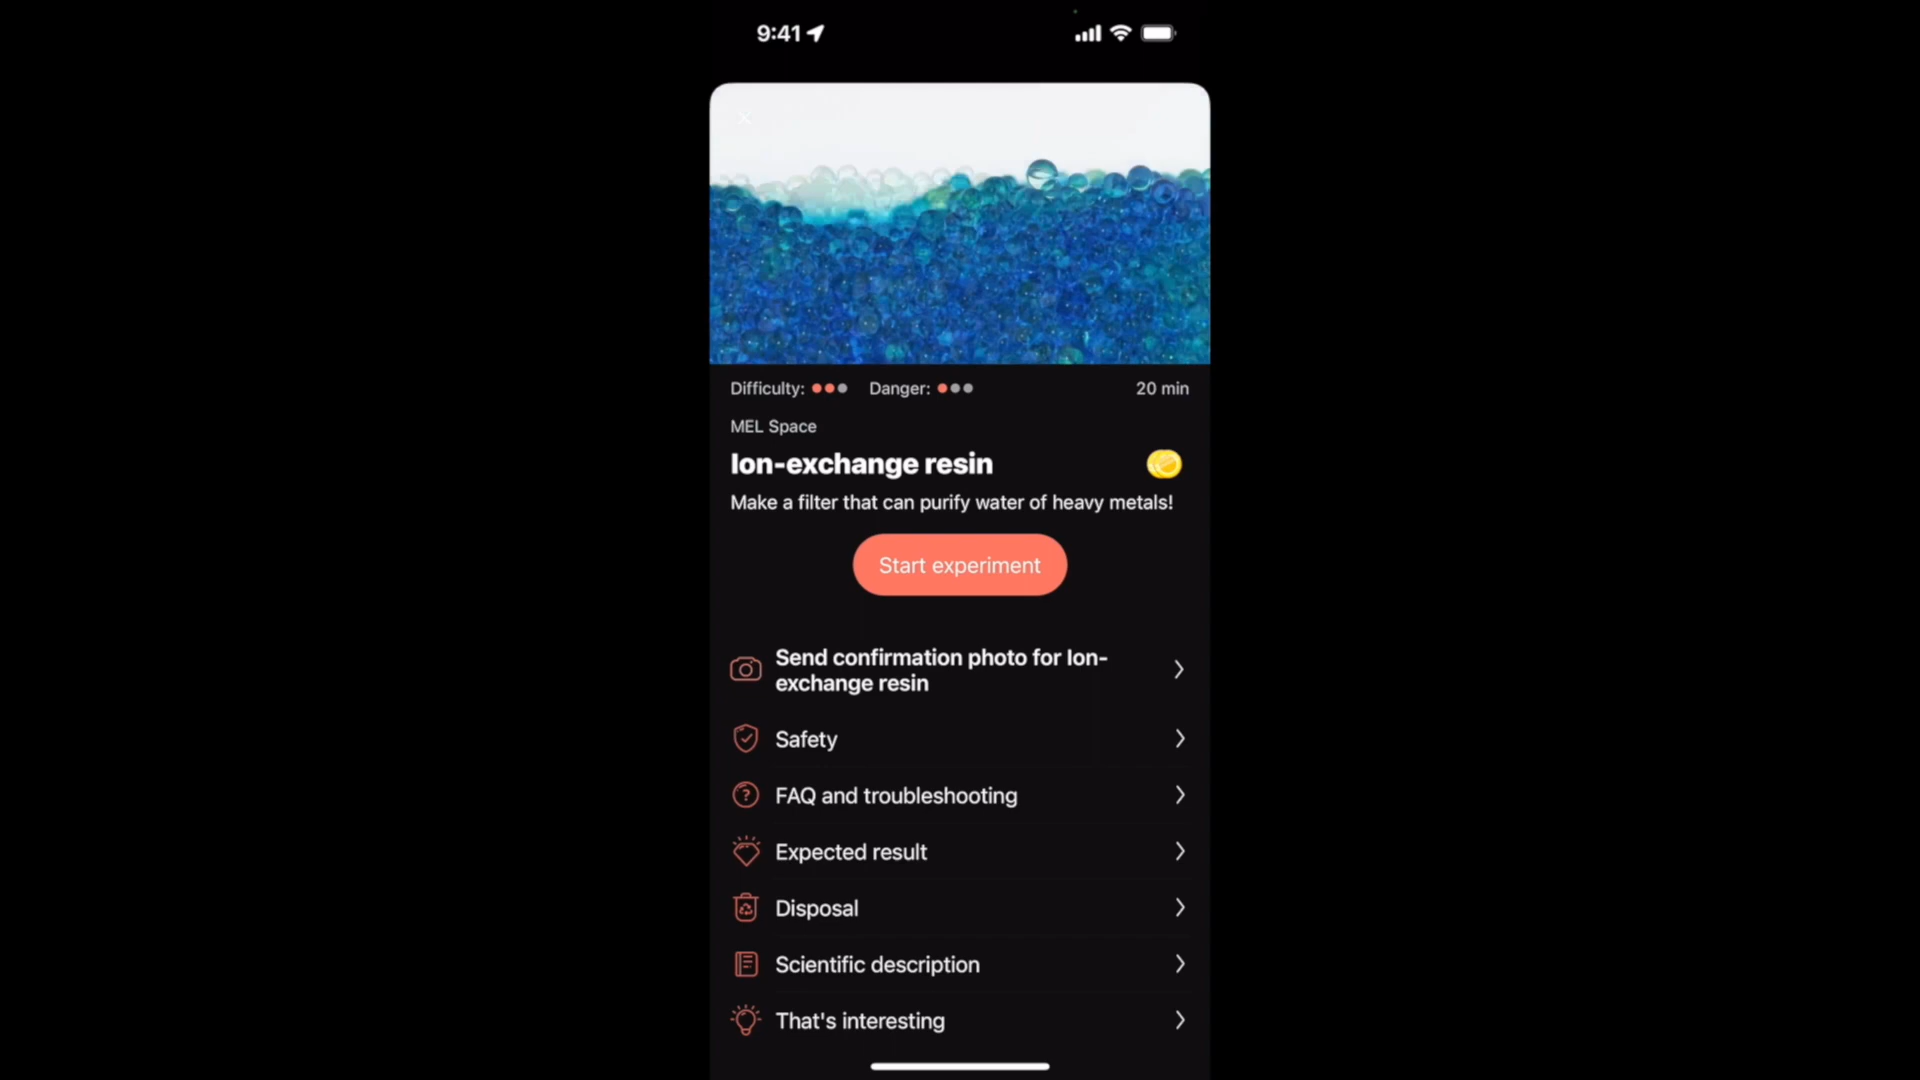 9:41
Difficulty: Danger: 20 min
MEL Space
Ion-exchange resin
Make a filter that can purify water of heavy metals!
Start experiment
Send confirmation photo for Ion-
exchange resin
Safety
FAQ and troubleshooting
Expected result
Disposal
Scientific description
That's interesting